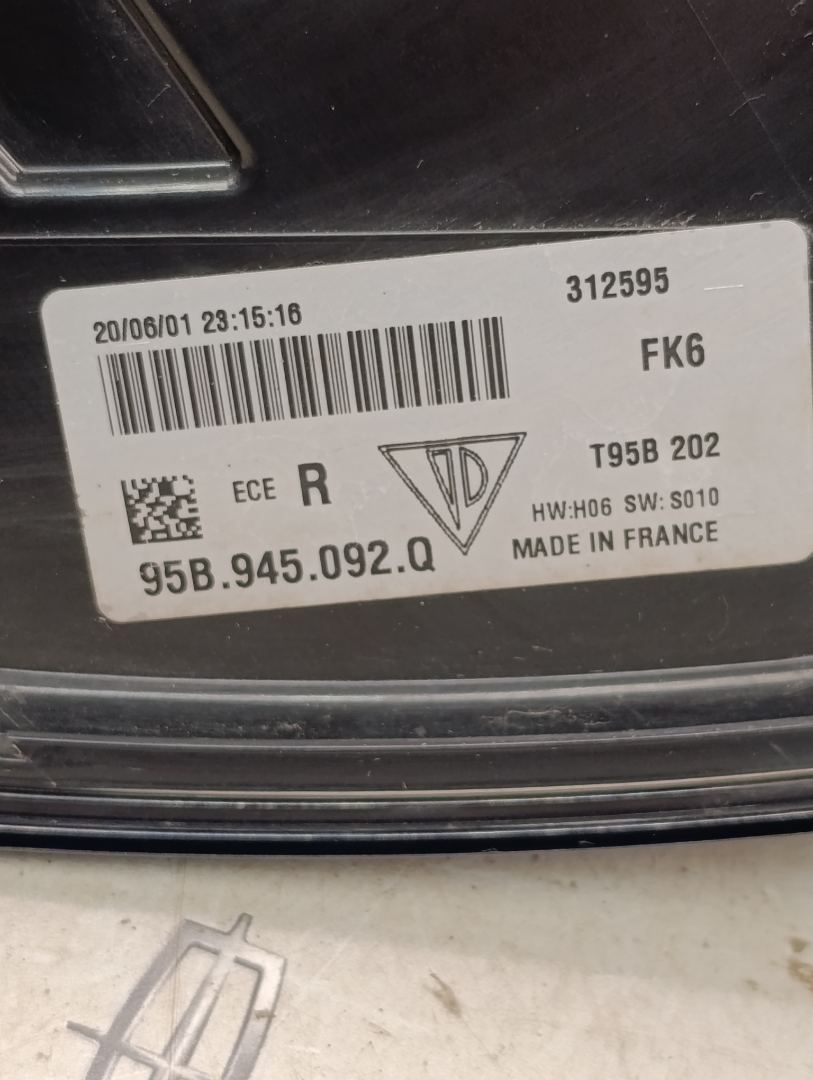 20/06/01 23:15:16
312595
FK6
T95B 202
ECE R
HW:H06 SW: S010
95B.945.092.Q
MADE IN FRANCE